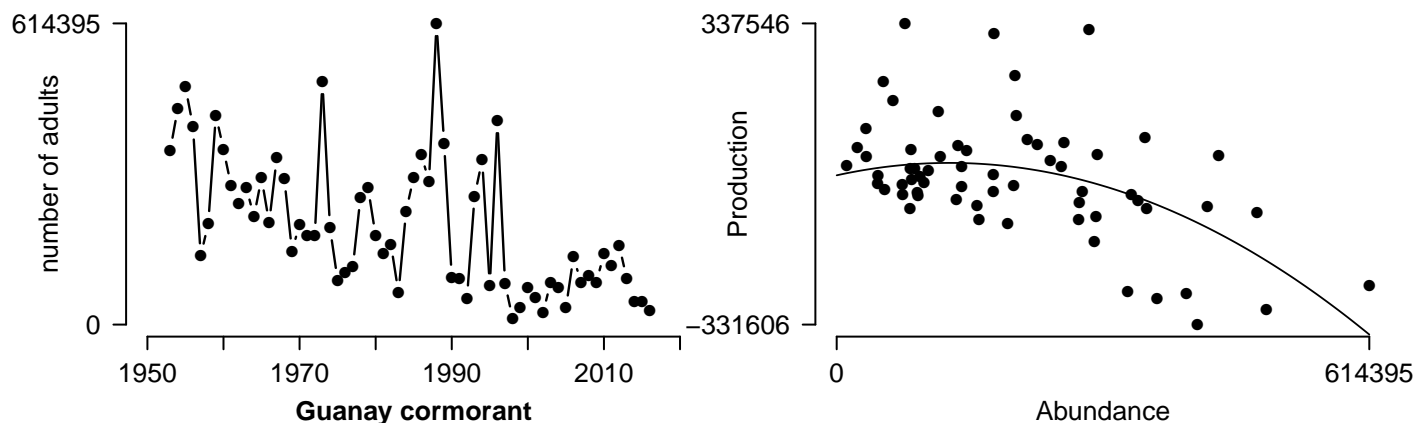 614395
number of adults
0
1950
1970
1990
2010
Guanay cormorant
337546
Production
−331606
0
614395
Abundance